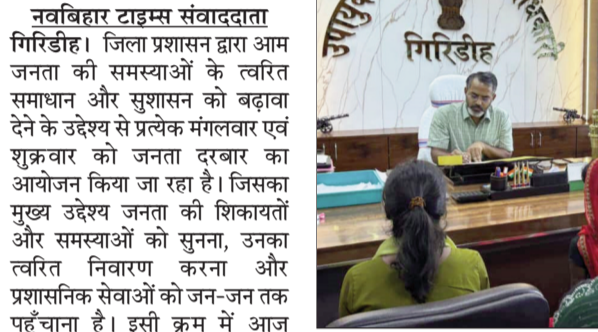 नवबिहार टाइम्स संवाददाता
गिरिडीह। जिला प्रशासन द्वारा आम
जनता की समस्याओं के त्वरित
समाधान और सुशासन को बढ़ावा
देने के उद्देश्य से प्रत्येक मंगलवार एवं
शुक्रवार को जनता दरबार का
आयोजन किया जा रहा है। जिसका
मुख्य उद्देश्य जनता की शिकायतों
और समस्याओं को सुनना, उनका
त्वरित निवारण करना और
प्रशासनिक सेवाओं को जन-जन तक
पहुँचाना है। इसी क्रम में आज
गिरिडीह